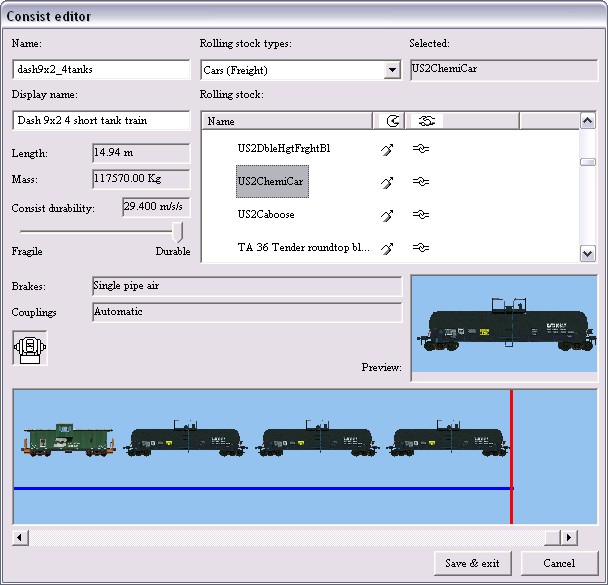 Consist editor
Name:
dash9x2_4tanks
Rolling stock types:
Cars (Freight)
Selected:
US2ChemiCar
Display name:
Dash 9x2 4 short tank train
Rolling stock:
Name
US2DbleHgtFrghtBl
US2ChemiCar
US2Caboose
TA 36 Tender roundtop bl...
Length:
14.94 m
Mass:
117570.00 Kg
Consist durability:
29.400 m/s/s
Fragile
Durable
Brakes:
Single pipe air
Couplings
Automatic
Preview:
Save & exit
Cancel